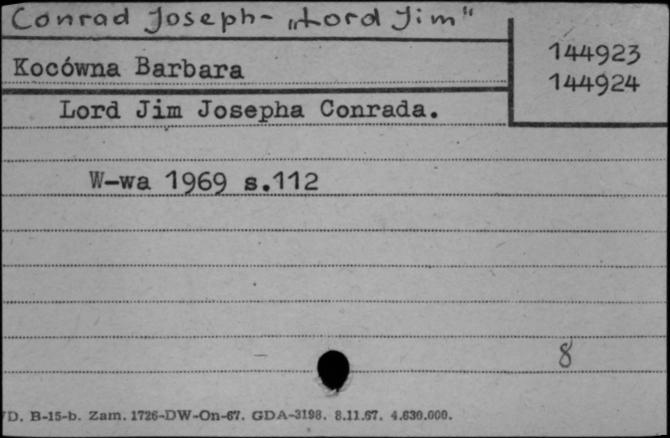 Conrad Joseph - „Lord Jim"
144923
Kocówna Barbara
144924
Lord Jim Josepha Conrada.
W-wa 1969 s.112
8
D. B-15-b. Zam. 1726-DW-On-67. GDA-3198. 8.11.67. 4.630.000.